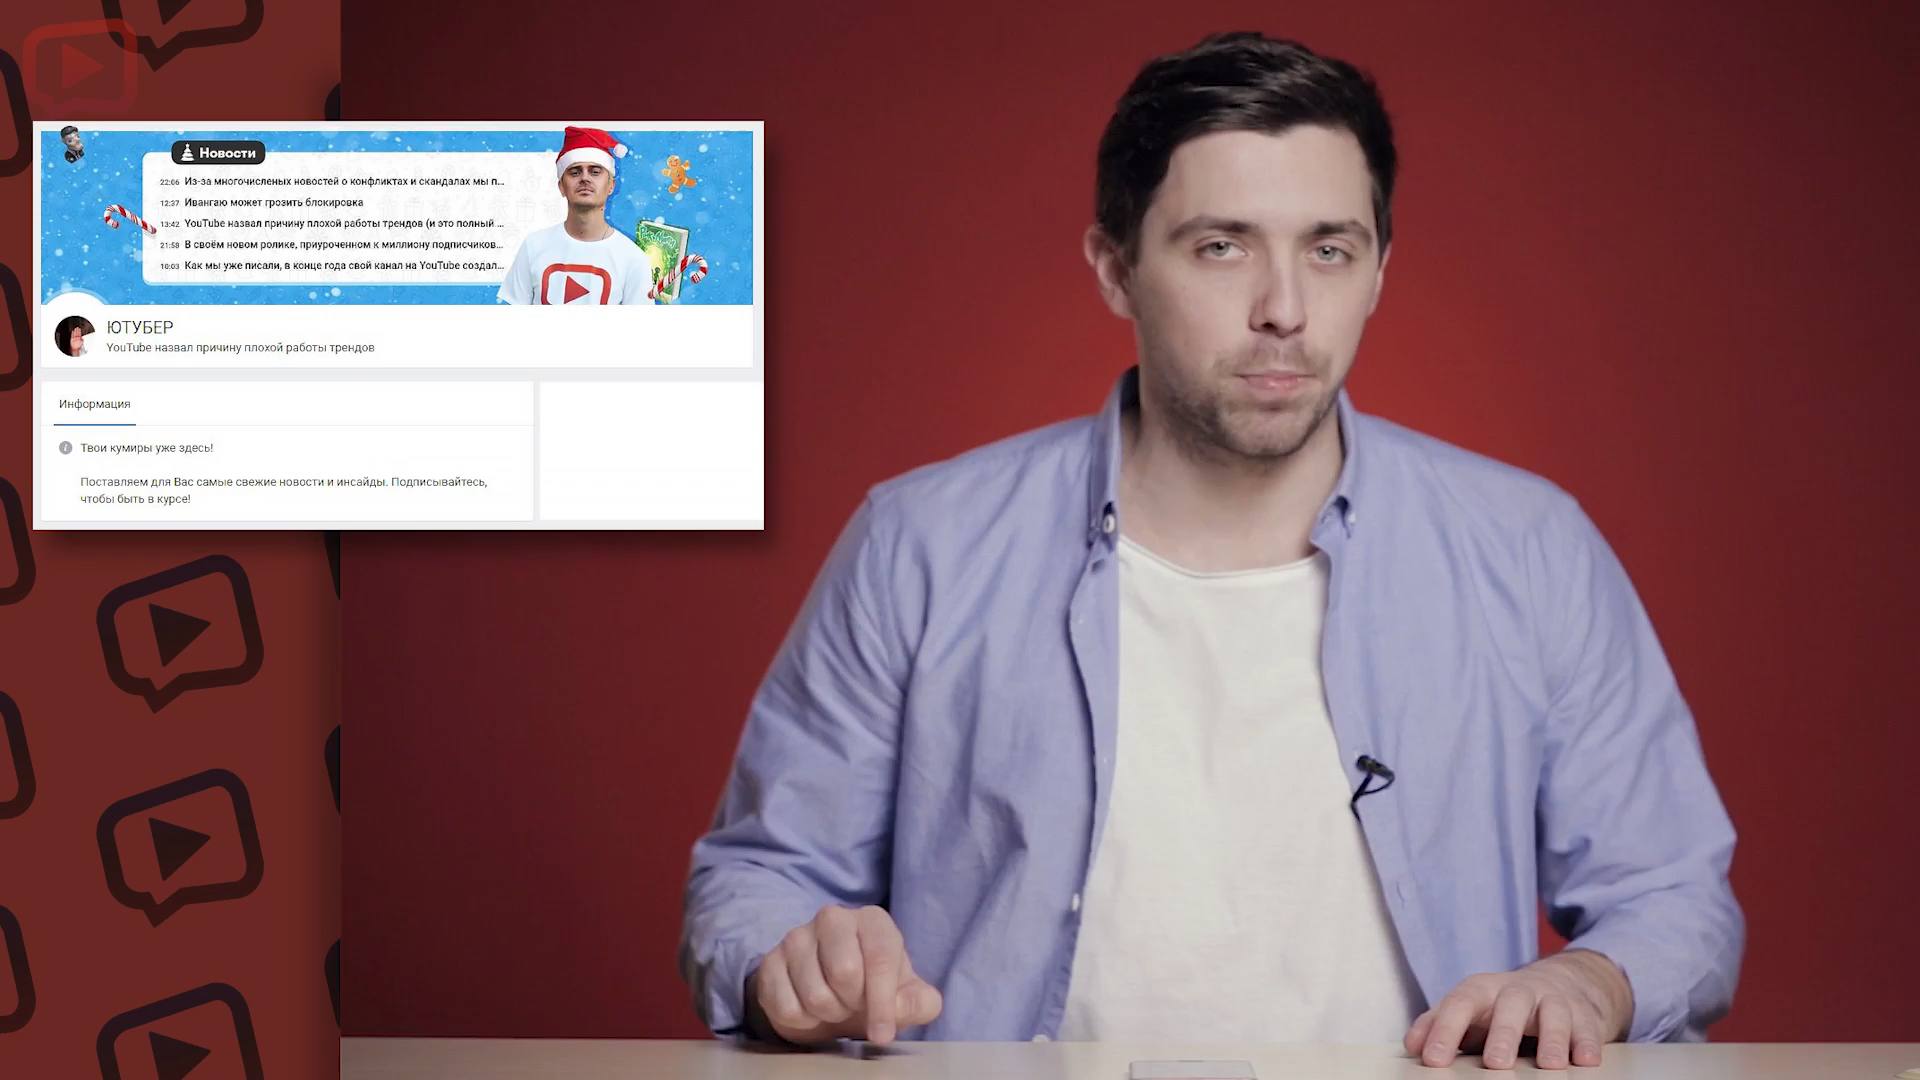 Новости
22:06 Из-за многочисленых новостей о конфликтах и скандалах мы п...
12:37 Ивангаю может грозить блокировка
13:42 YouTube назвал причину плохой работы трендов (и это полный ...
21:58 В своём новом ролике, приуроченном к миллиону подписчиков...
10:03 Как мы уже писали, в конце года свой канал на YouTube создал...
ЮТУБЕР
YouTube назвал причину плохой работы трендов
Информация
Твои кумиры уже здесь!
Поставляем для Вас самые свежие новости и инсайды. Подписывайтесь,
чтобы быть в курсе!